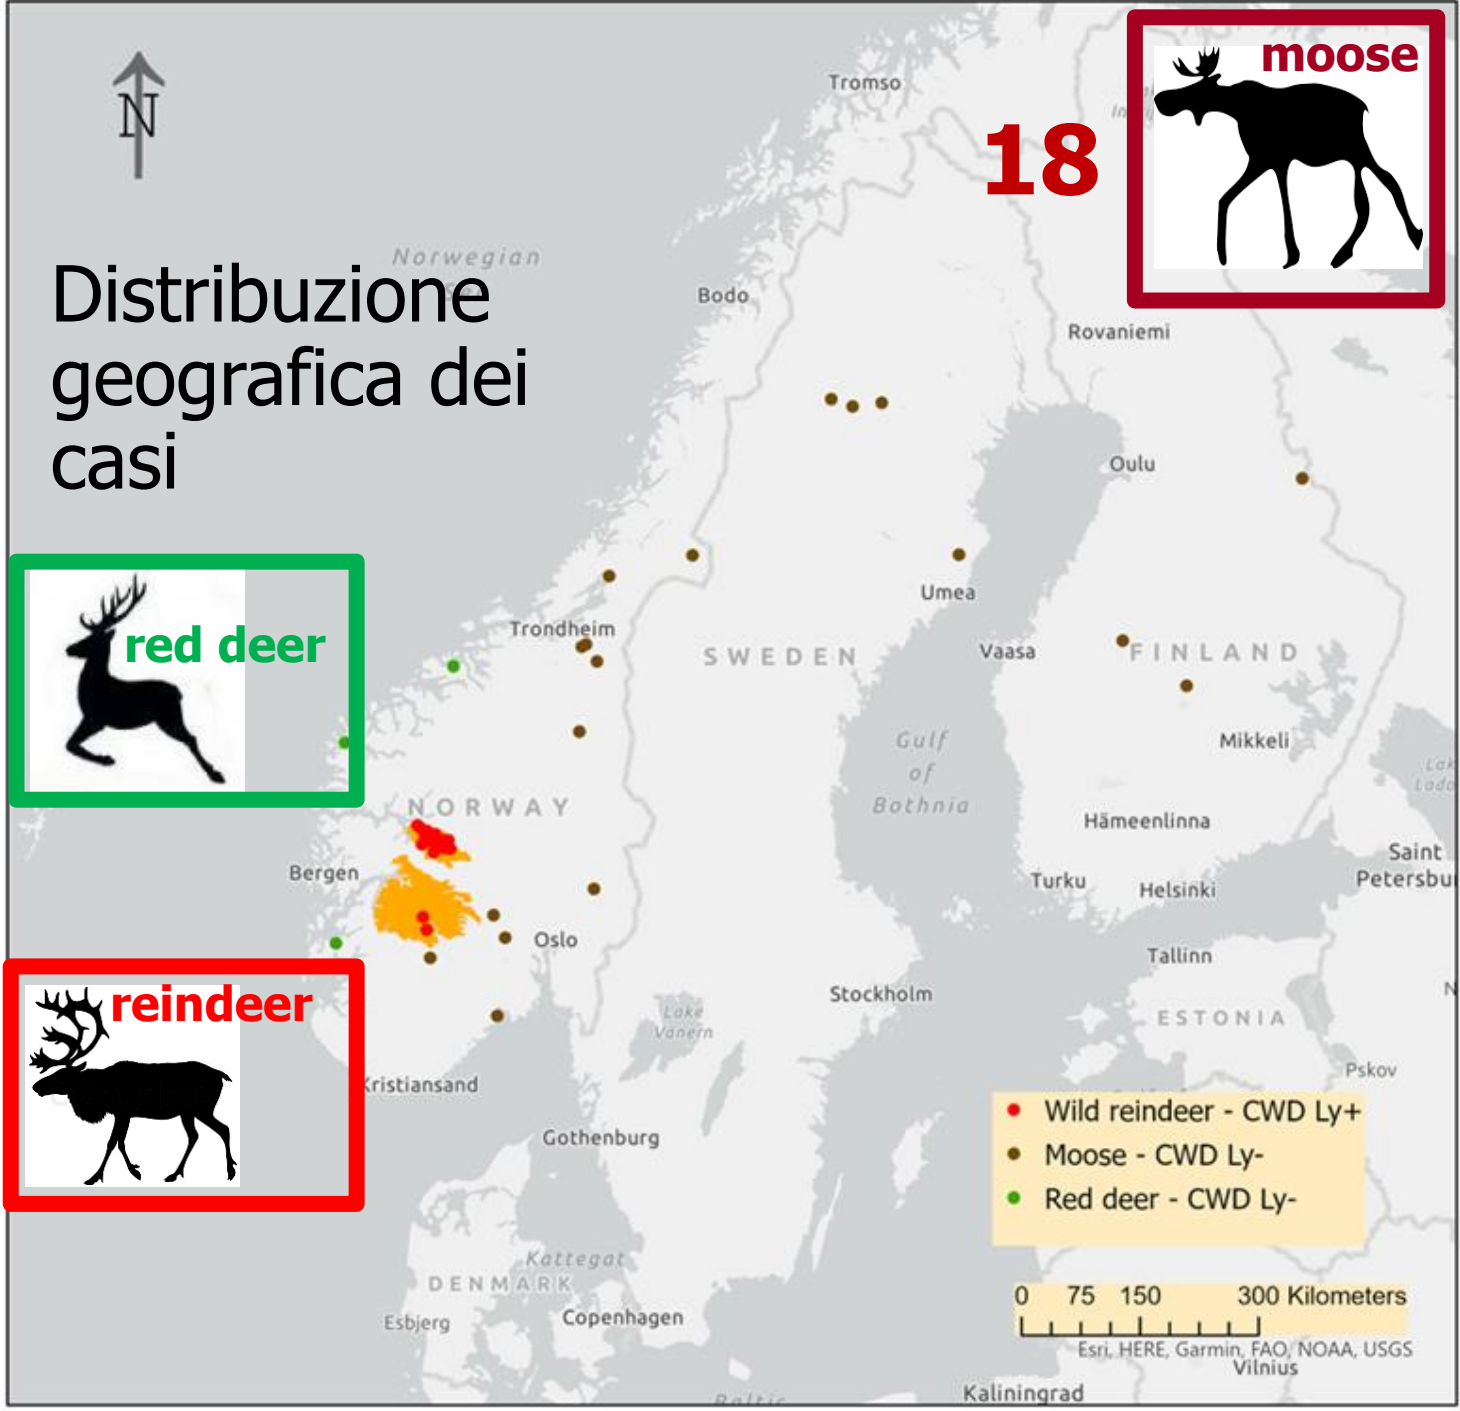 moose
18
Tromso
N
Norwegian
Distribuzione
geografica dei
casi
Bodo
Rovaniemi
Oulu
Umea
Trondheim
red deer
SWEDEN
Vaasa
FINLAND
Gulf
of
Bothnia
Mikkeli
NORWAY
Hämeenlinna
Bergen
Turku
Helsinki
Saint
Petersbu
Oslo
Tallinn
Stockholm
reindeer
Lake
Vänern
ESTONIA
Pskov
Kristiansand
Gothenburg
Wild reindeer - CWD Ly+
Moose - CWD Ly-
Red deer - CWD Ly-
Kattegat
DENMARK
Esbjerg
Copenhagen
0 75 150 300 Kilometers
Esri, HERE, Garmin, FAO, NOAA, USGS
Vilnius
Kaliningrad